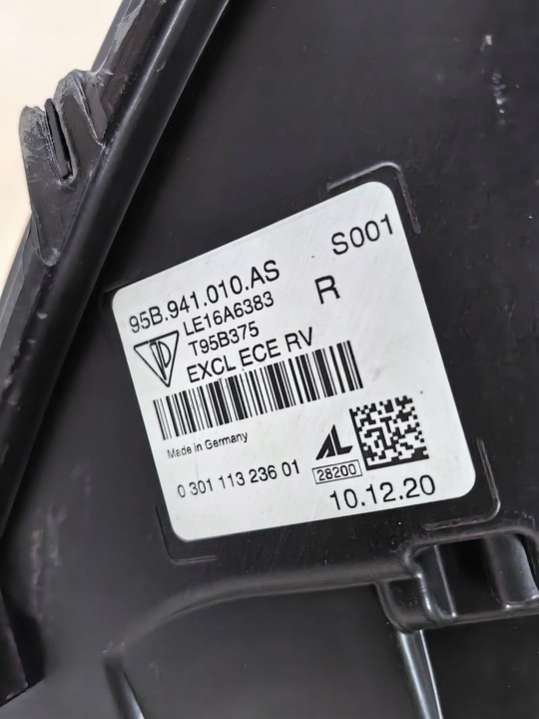 S001
95B.941.010.AS
LE16A6383
R
T95B375
EXCL ECE RV
Made in Germany
0 301 113 236 01
AL
28200
10.12.20